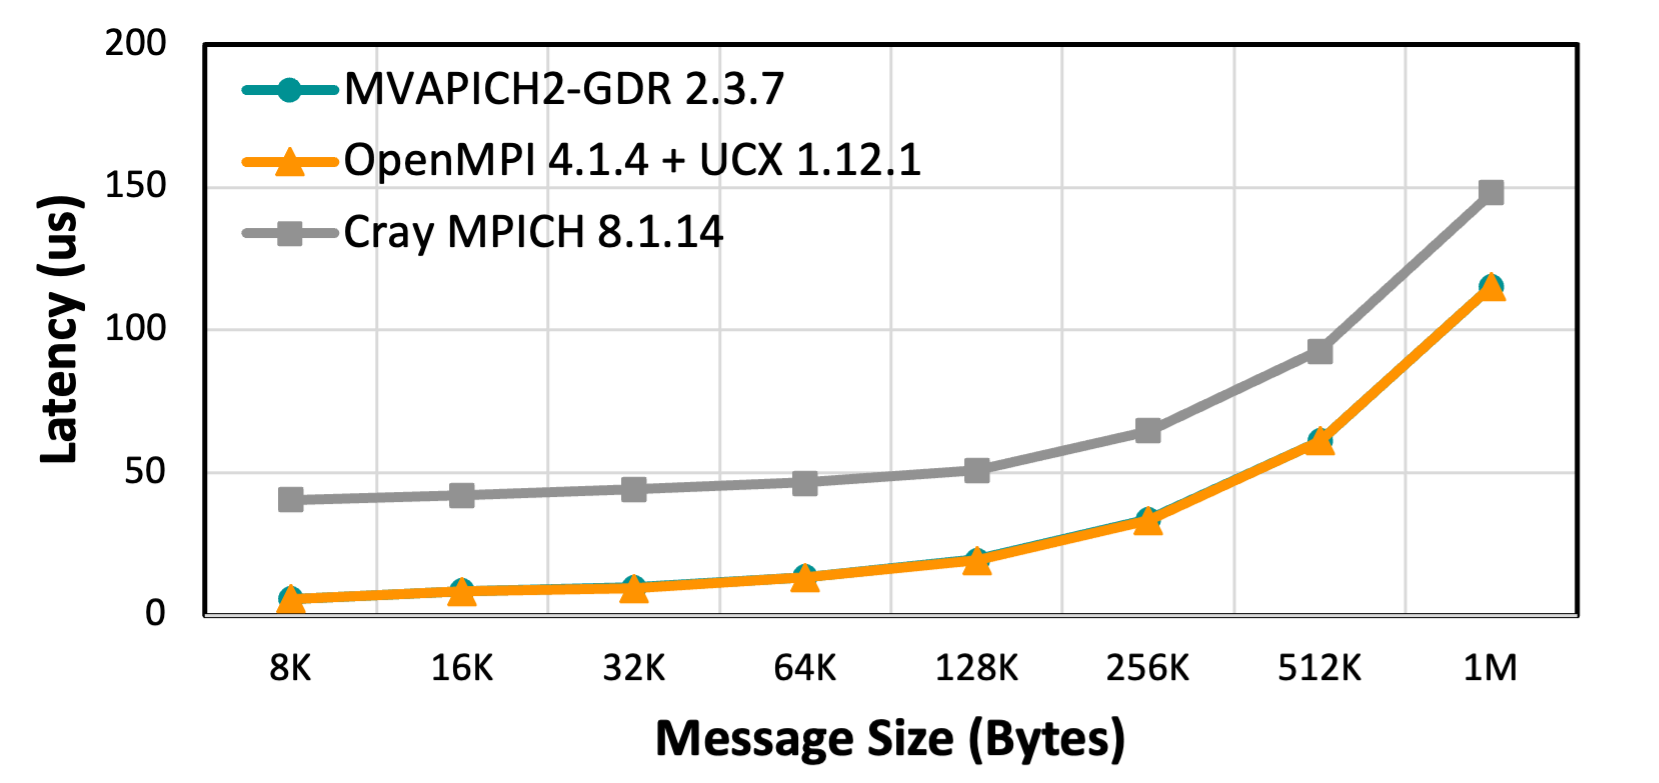 200
150
100
50
0
Latency (us)
MVAPICH2-GDR 2.3.7
OpenMPI 4.1.4 + UCX 1.12.1
Cray MPICH 8.1.14
8K 16K 32K 64K 128K 256K 512K 1M
Message Size (Bytes)